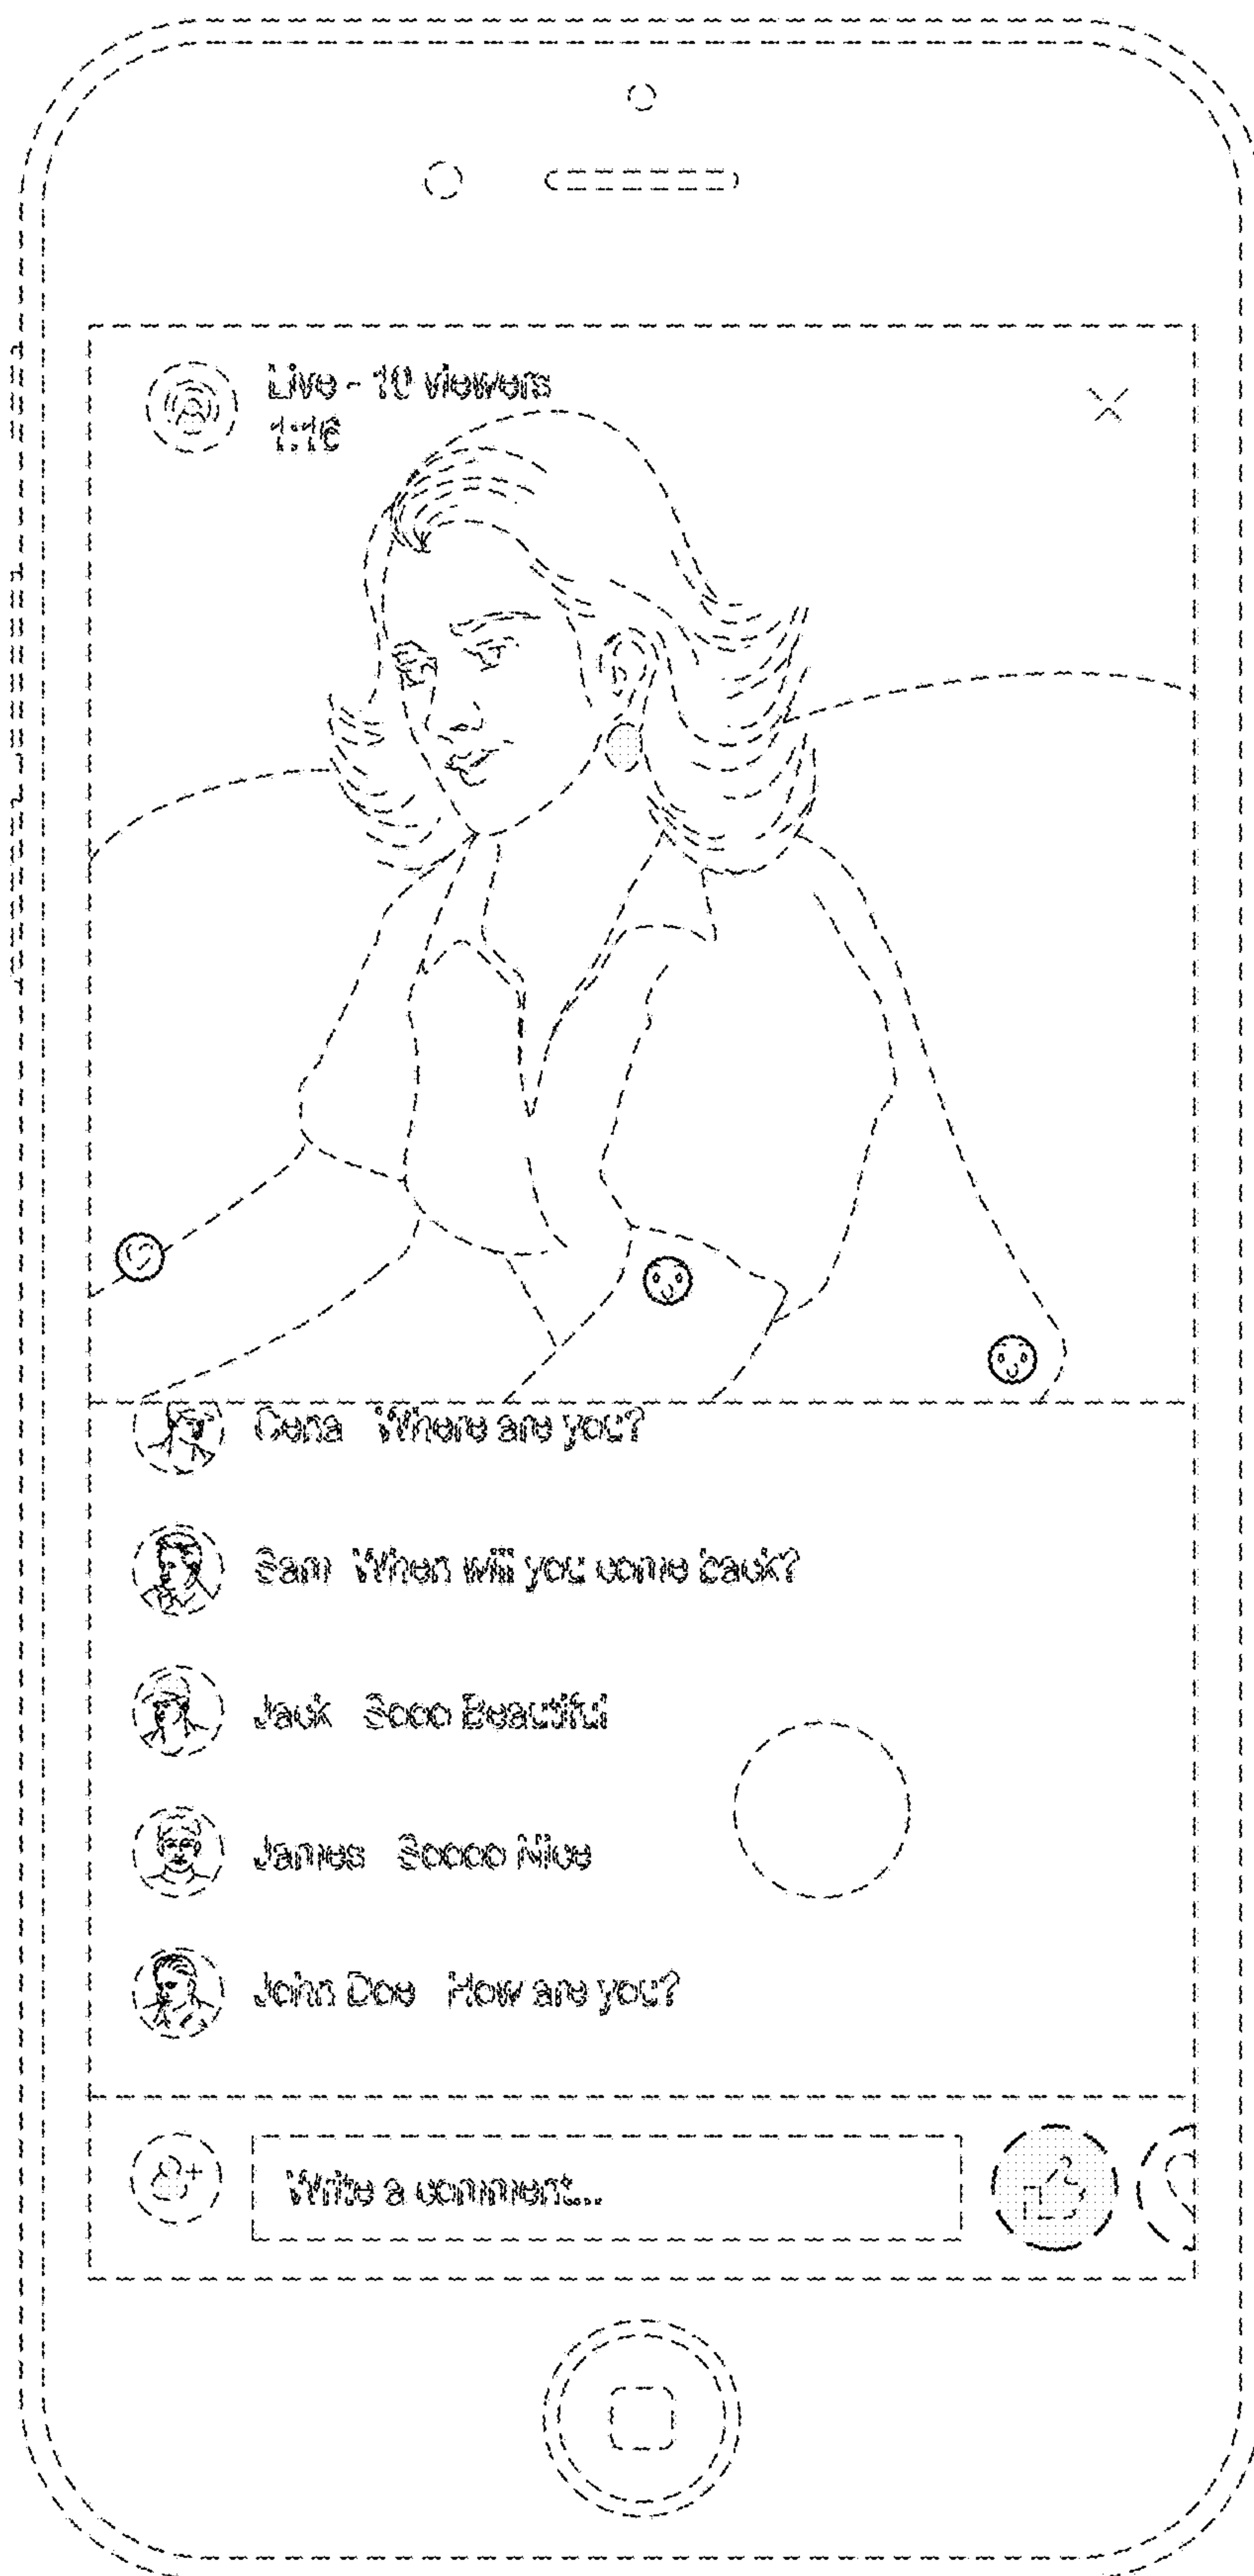 Live - 10 viewers
1:16
Cena Where are you?
Sam When will you come back?
Jack Sooo Beautiful
James Soooo Nice
John Doe How are you?
Write a comment...